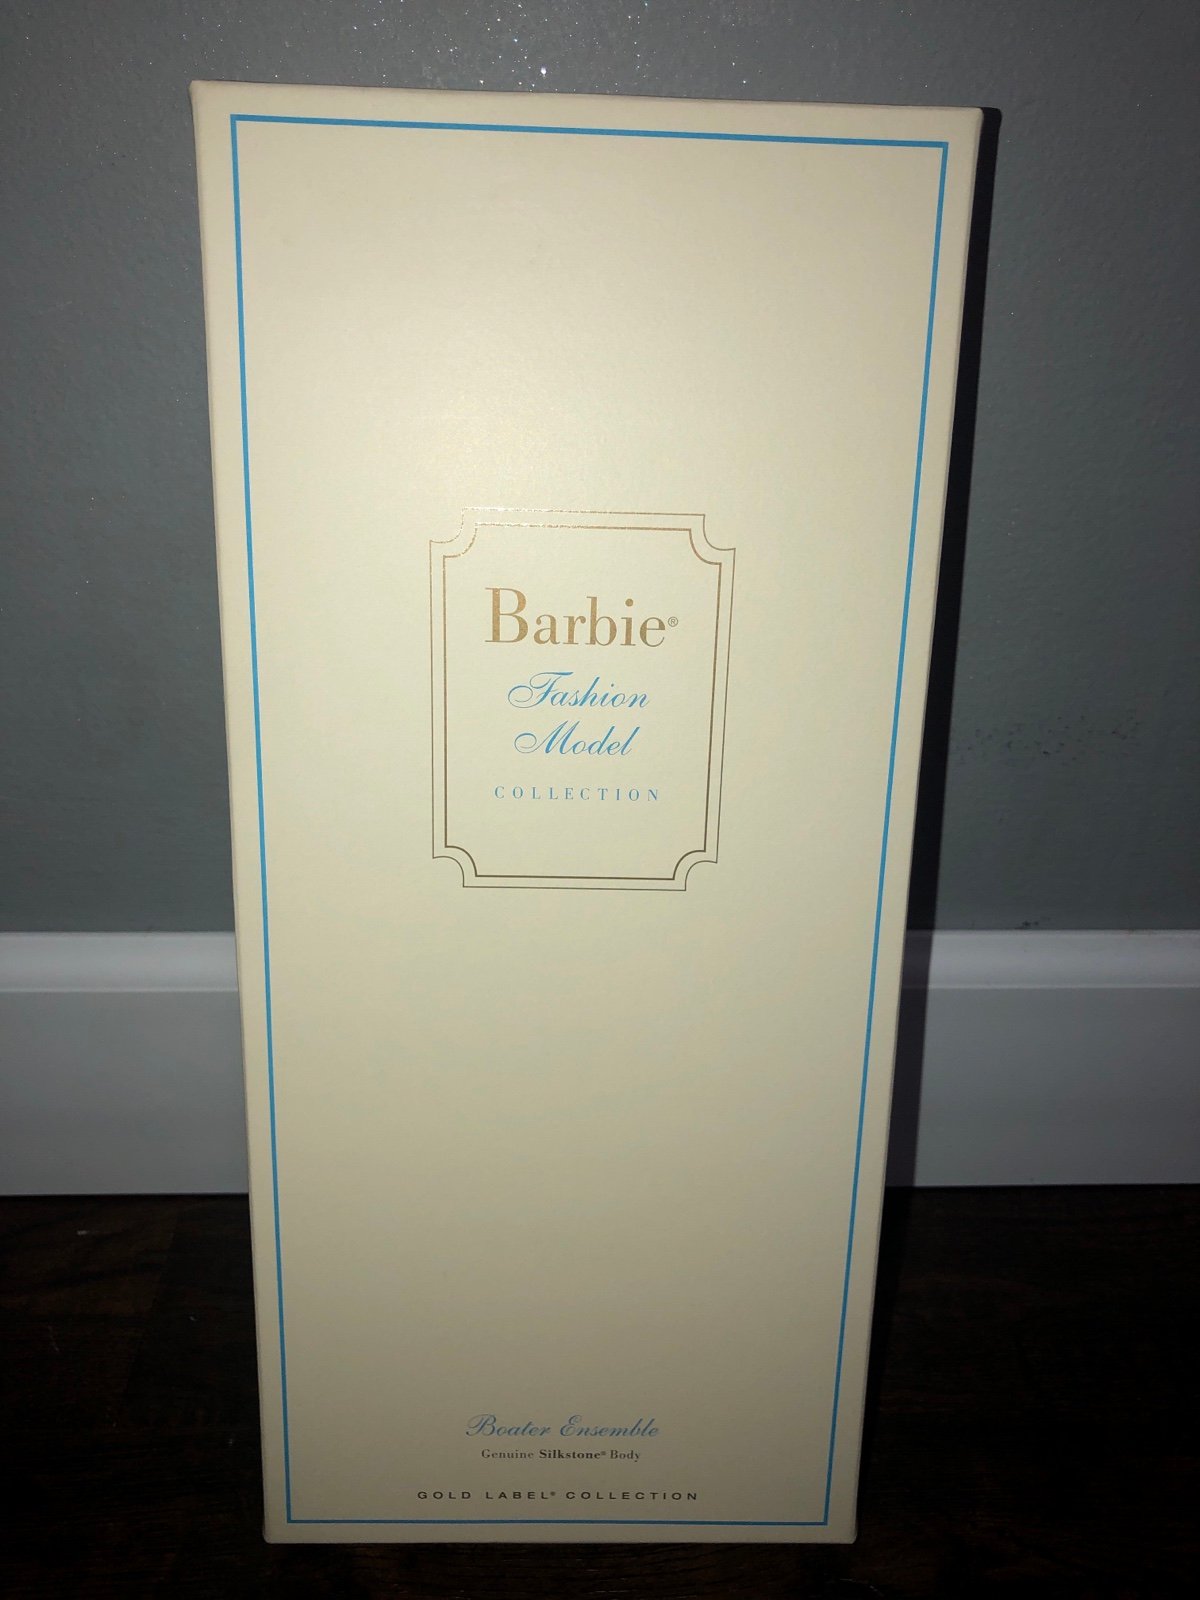 Barbie®
Fashion
Model
COLLECTION
Boater Ensemble
Genuine Silkstone® Body
GOLD LABEL® COLLECTION